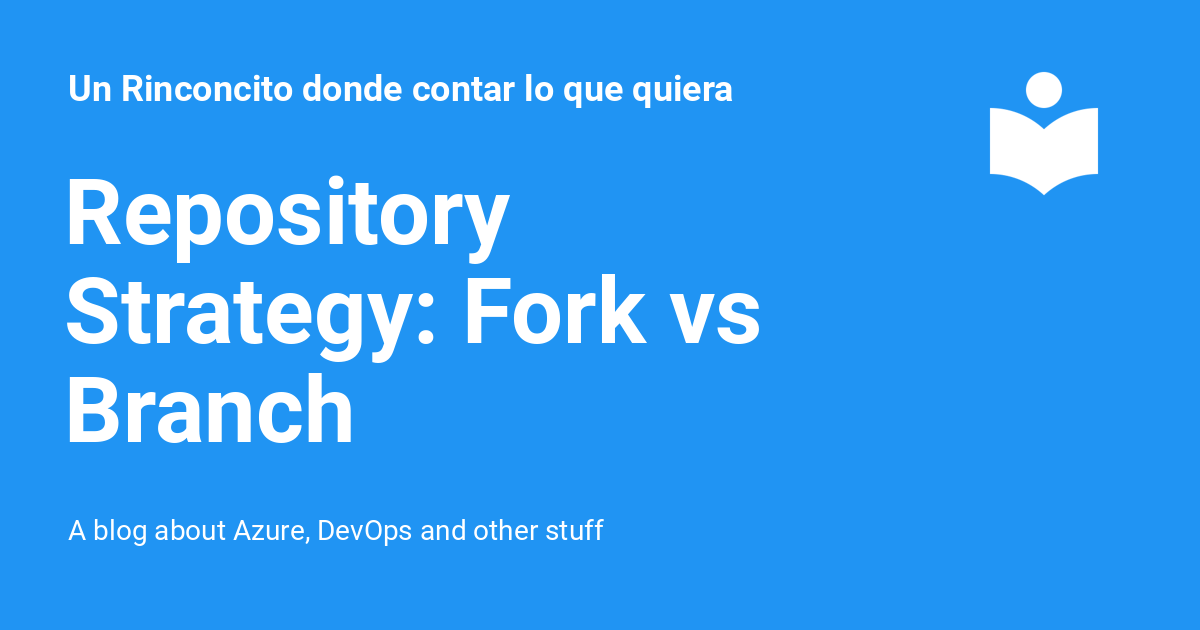 Un Rinconcito donde contar lo que quiera
Repository
Strategy: Fork vs
Branch
A blog about Azure, DevOps and other stuff